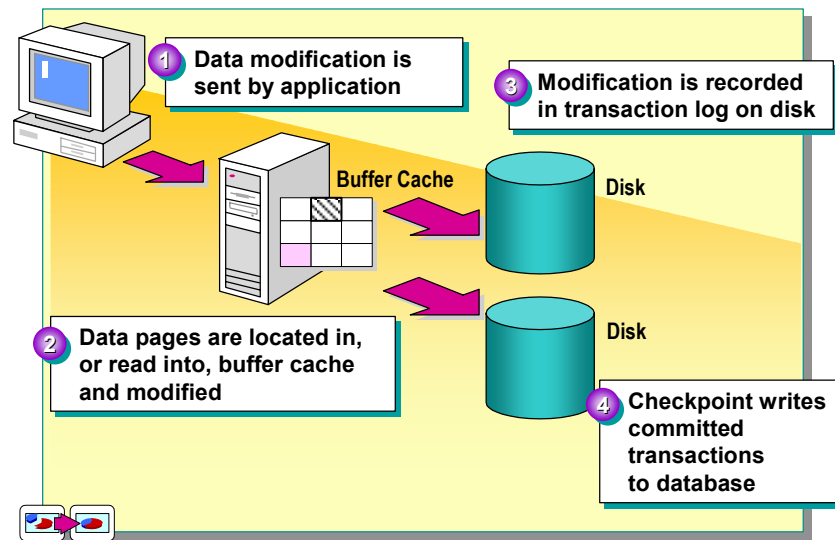 1
Data modification is
sent by application
3
Modification is recorded
in transaction log on disk
Buffer Cache
Disk
2
Data pages are located in,
or read into, buffer cache
and modified
Disk
4
Checkpoint writes
committed
transactions
to database